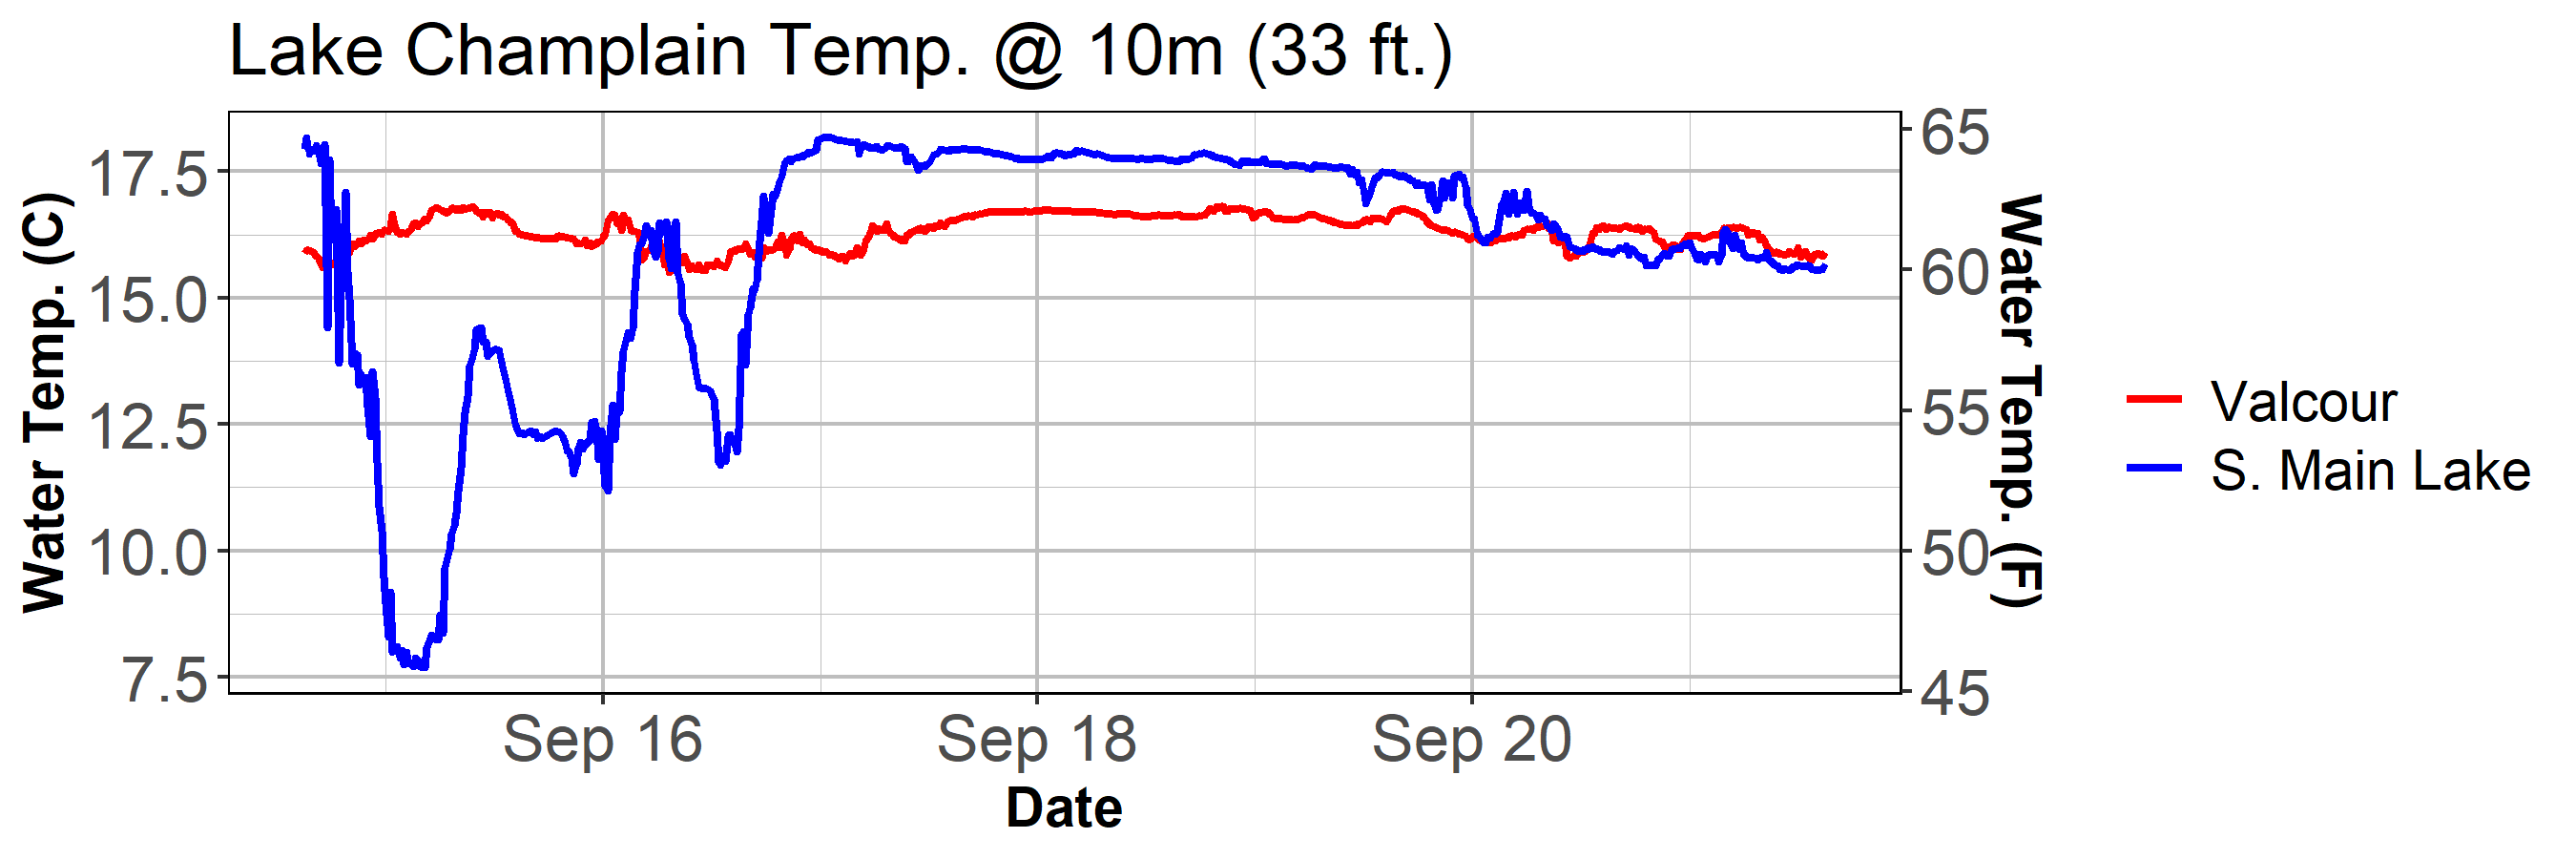 Lake Champlain Temp. @ 10m (33 ft.)
Water Temp. (C)
17.5
15.0
12.5
10.0
7.5
65
60
55
50
45
Water Temp. (F)
Sep 16
Sep 18
Sep 20
Date
Valcour
S. Main Lake